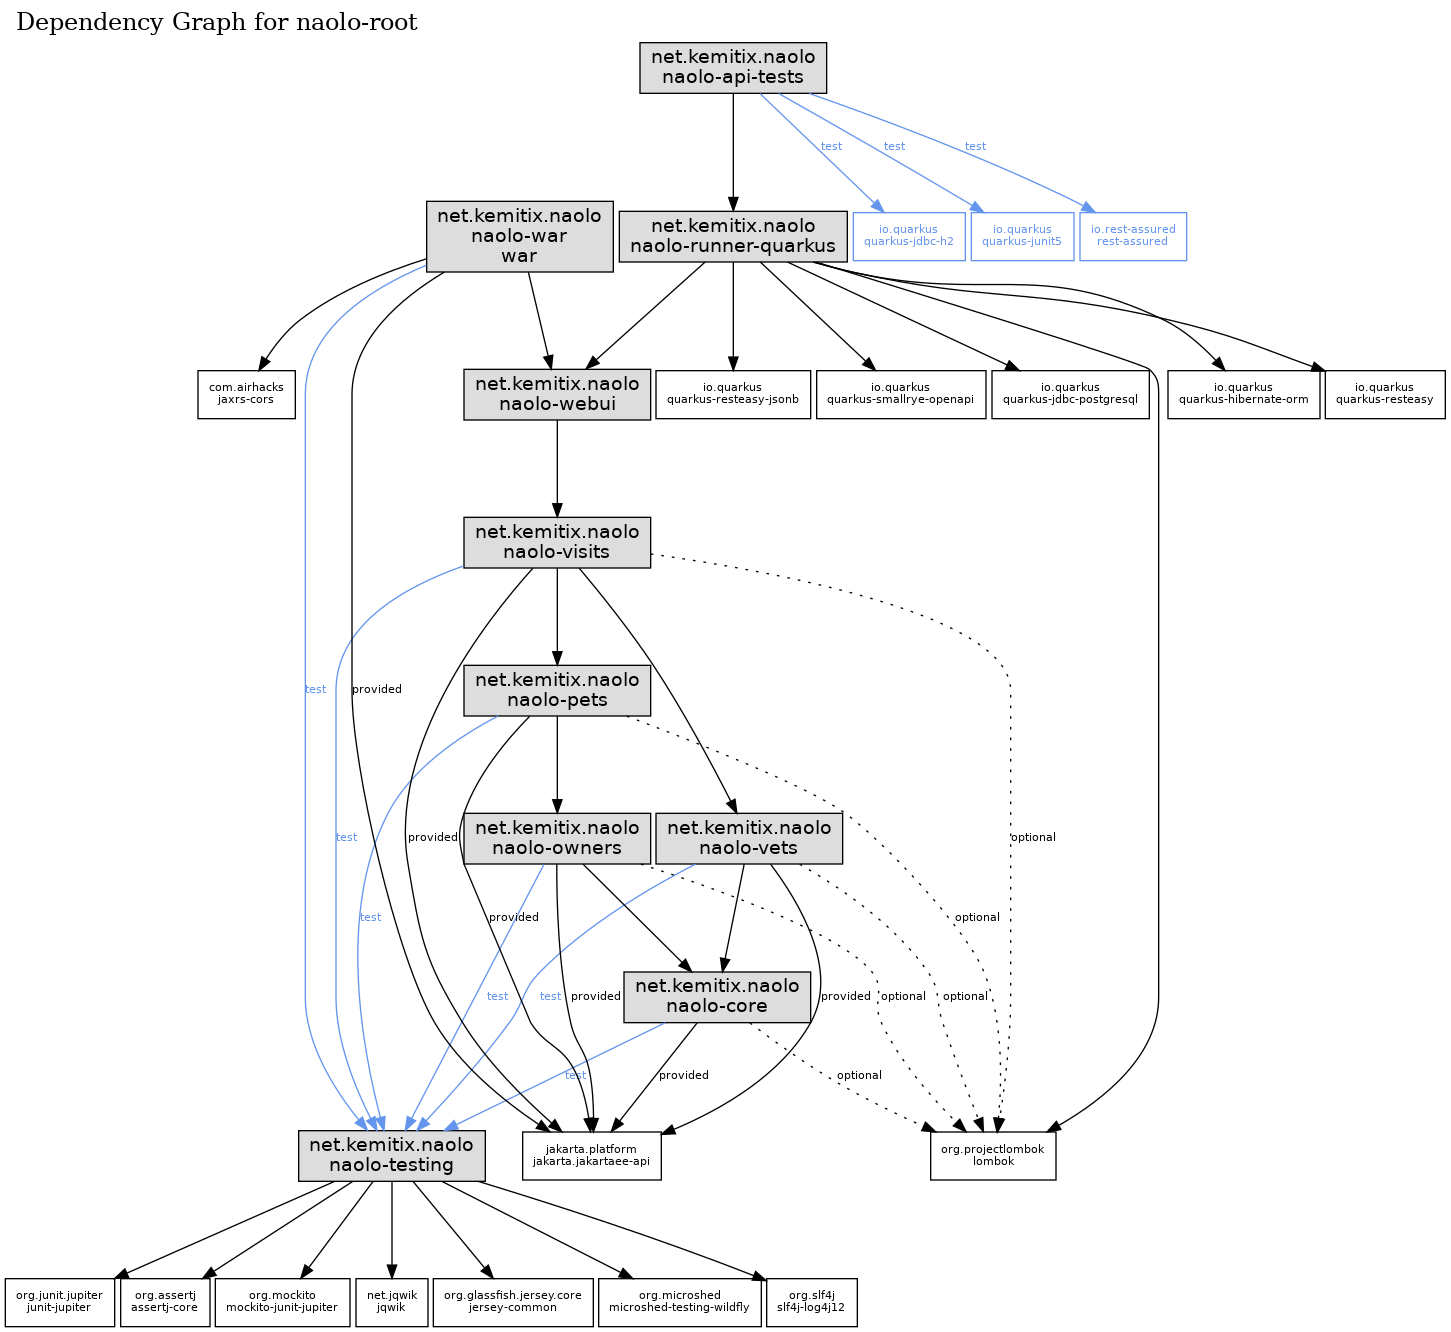 Dependency Graph for naolo-root
net.kemitix.naolo
naolo-api-tests
test
test
test
net.kemitix.naolo
naolo-war
war
net.kemitix.naolo
naolo-runner-quarkus
io.quarkus
quarkus-jdbc-h2
io.quarkus
quarkus-junit5
io.rest-assured
rest-assured
com.airhacks
jaxrs-cors
net.kemitix.naolo
naolo-webui
io.quarkus
quarkus-resteasy-jsonb
io.quarkus
quarkus-smallrye-openapi
io.quarkus
quarkus-jdbc-postgresql
io.quarkus
quarkus-hibernate-orm
io.quarkus
quarkus-resteasy
net.kemitix.naolo
naolo-visits
test
provided
net.kemitix.naolo
naolo-pets
test
provided
net.kemitix.naolo
naolo-owners
net.kemitix.naolo
naolo-vets
optional
test
provided
optional
test
test
provided
net.kemitix.naolo
naolo-core
provided
optional
optional
test
provided
optional
net.kemitix.naolo
naolo-testing
jakarta.platform
jakarta.jakartaee-api
org.projectlombok
lombok
org.junit.jupiter
junit-jupiter
org.assertj
assertj-core
org.mockito
mockito-junit-jupiter
net.jqwik
jqwik
org.glassfish.jersey.core
jersey-common
org.microshed
microshed-testing-wildfly
org.slf4j
slf4j-log4j12